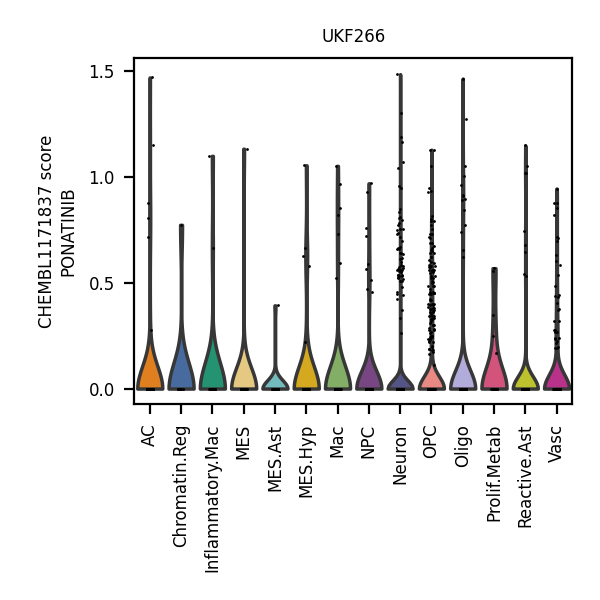 UKF266
CHEMBL1171837 score
PONATINIB
1.5
1.0
0.5
0.0
AC
Chromatin.Reg
Inflammatory.Mac
MES
MES.Ast
MES.Hyp
Mac
NPC
Neuron
OPC
Oligo
Prolif.Metab
Reactive.Ast
Vasc